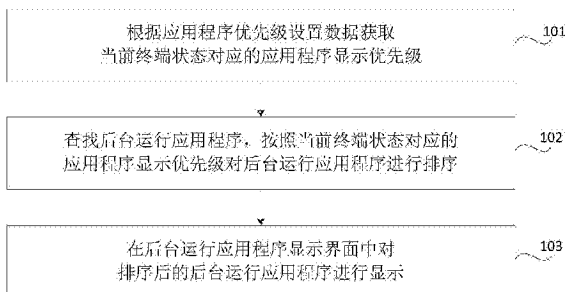 根据应用程序优先级设置数据获取
当前终端状态对应的应用程序显示优先级
101
查找后台运行应用程序，按照当前终端状态对应的
应用程序显示优先级对后台运行应用程序进行排序
102
在后台运行应用程序显示界面中对
排序后的后台运行应用程序进行显示
103